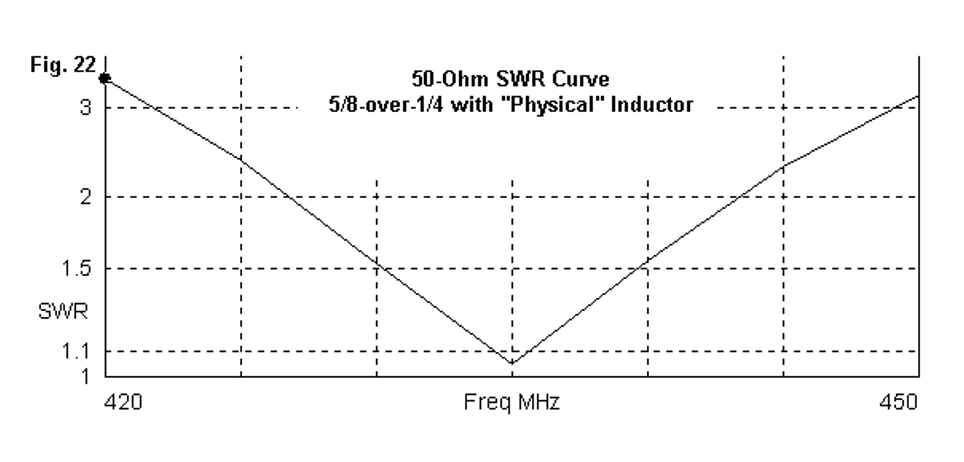 Fig. 22
50-Ohm SWR Curve
5/8-over-1/4 with "Physical" Inductor
3
2
1.5
SWR
1.1
1
420
Freq MHz
450